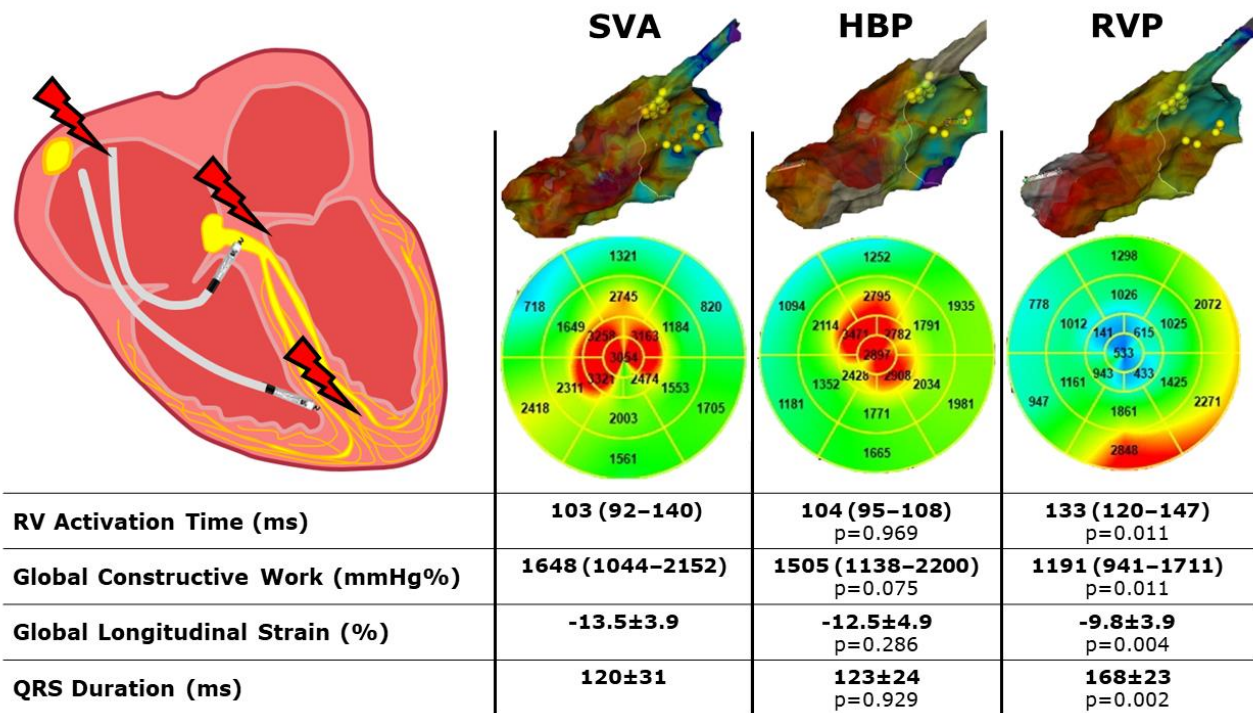 SVA HBP RVP
1321
718 2745 820
1649 3258 3163 1184
3054
2311 3321 2474 1553
2418 2003 1705
1561
1252
1094 2795 1935
2114 3471 3782 1791
2897
1352 2428 2908 2034
1181 1771 1981
1665
1298
778 1026 2072
1012 141 615 1025
533
1161 943 433 1425
947 1861 2271
2848
RV Activation Time (ms) 103 (92–140) 104 (95–108) 133 (120–147)
p=0.969 p=0.011
Global Constructive Work (mmHg%) 1648 (1044–2152) 1505 (1138–2200) 1191 (941–1711)
p=0.075 p=0.011
Global Longitudinal Strain (%) -13.5±3.9 -12.5±4.9 -9.8±3.9
p=0.286 p=0.004
QRS Duration (ms) 120±31 123±24 168±23
p=0.929 p=0.002